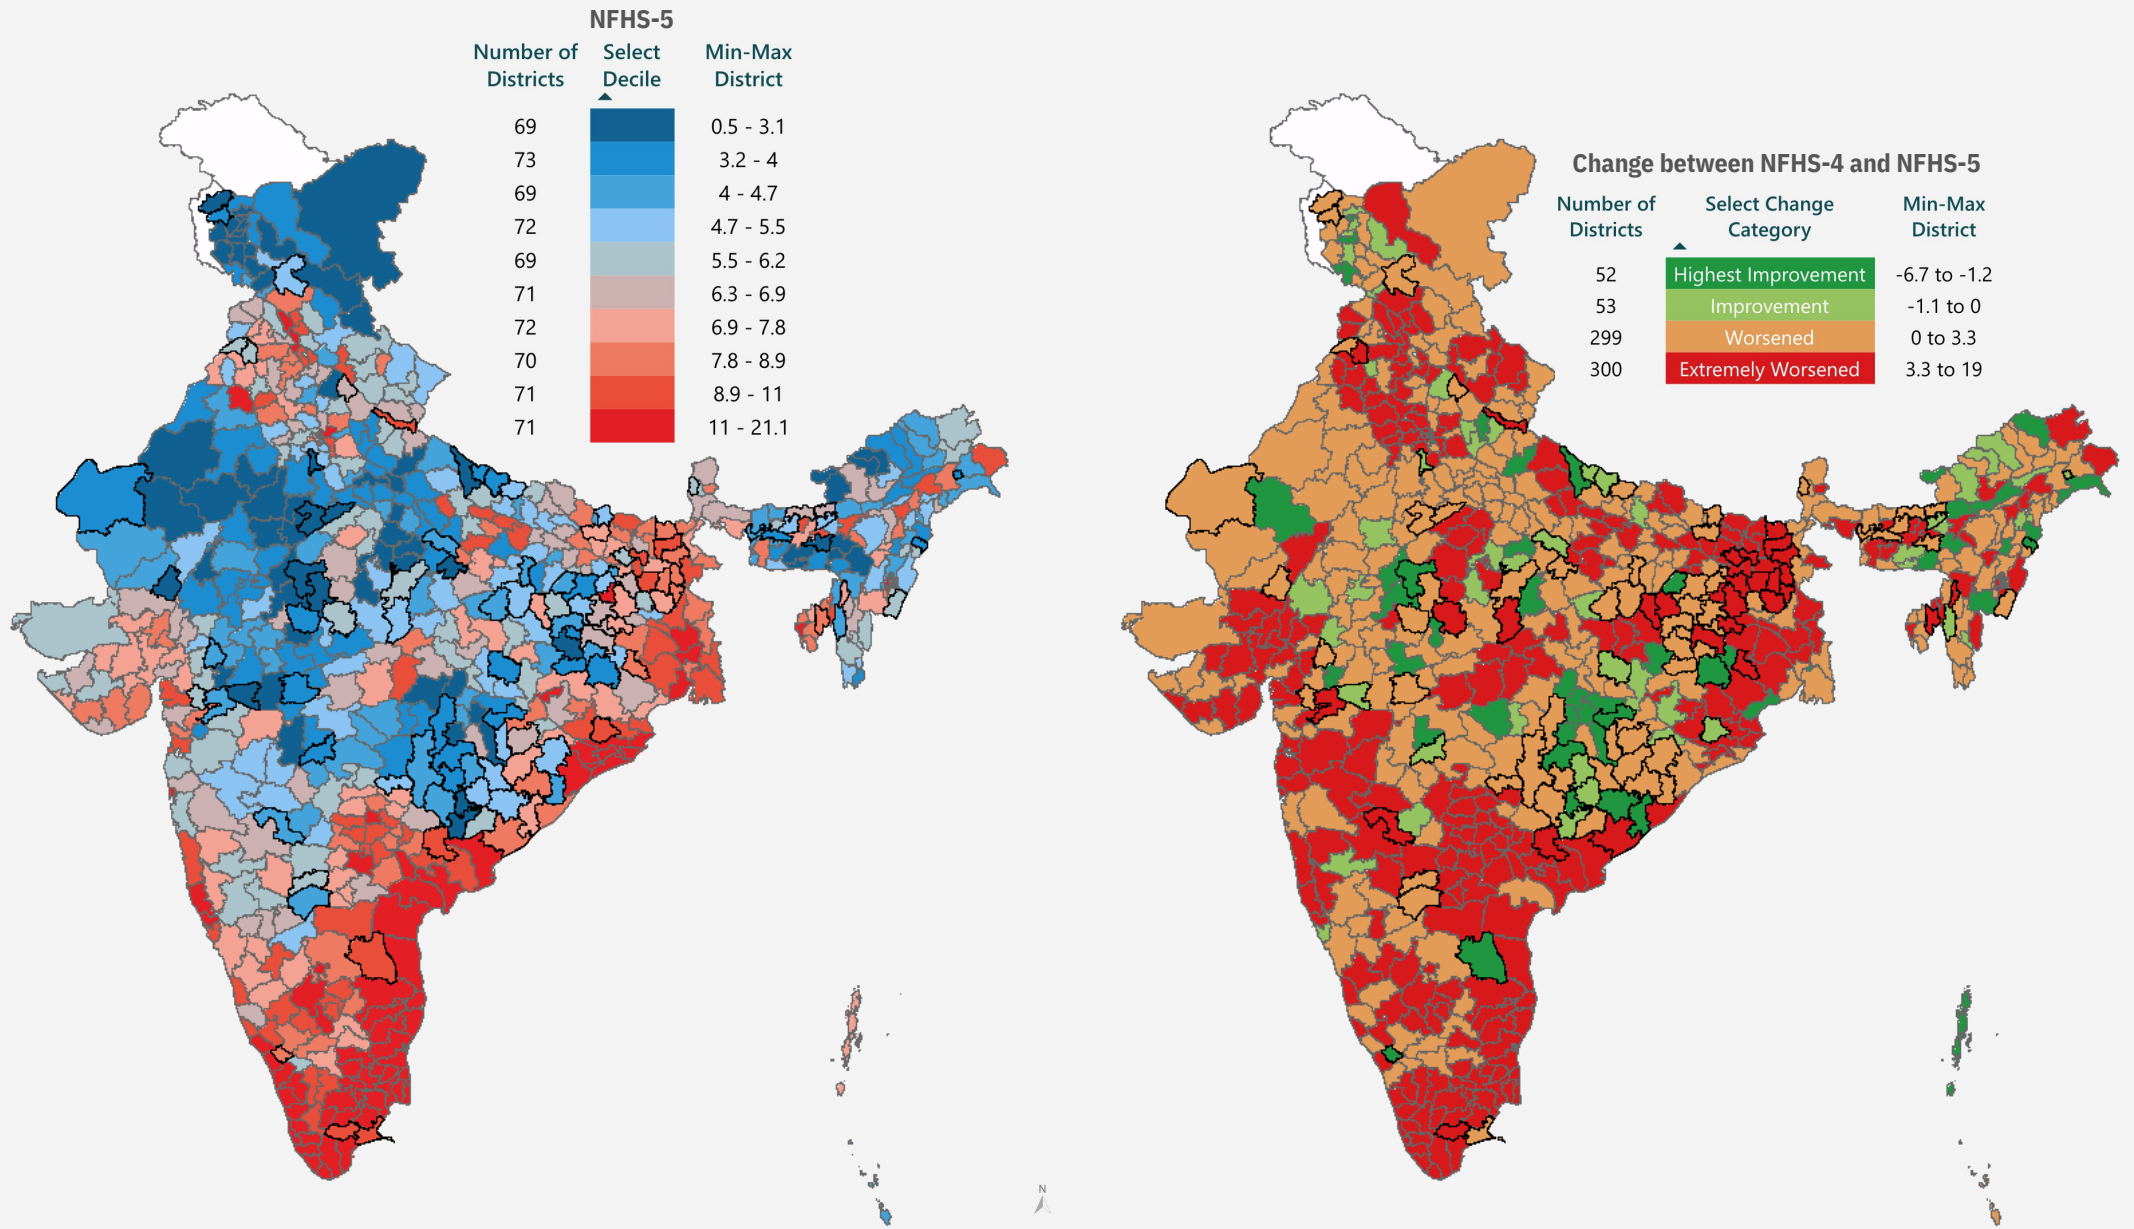 NFHS-5
Number of Districts Select Decile Min-Max District
69 0.5 - 3.1
73 3.2 - 4
69 4 - 4.7
72 4.7 - 5.5
69 5.5 - 6.2
71 6.3 - 6.9
72 6.9 - 7.8
70 7.8 - 8.9
71 8.9 - 11
71 11 - 21.1
Change between NFHS-4 and NFHS-5
Number of Districts Select Change Category Min-Max District
52 Highest Improvement -6.7 to -1.2
53 Improvement -1.1 to 0
299 Worsened 0 to 3.3
300 Extremely Worsened 3.3 to 19
N